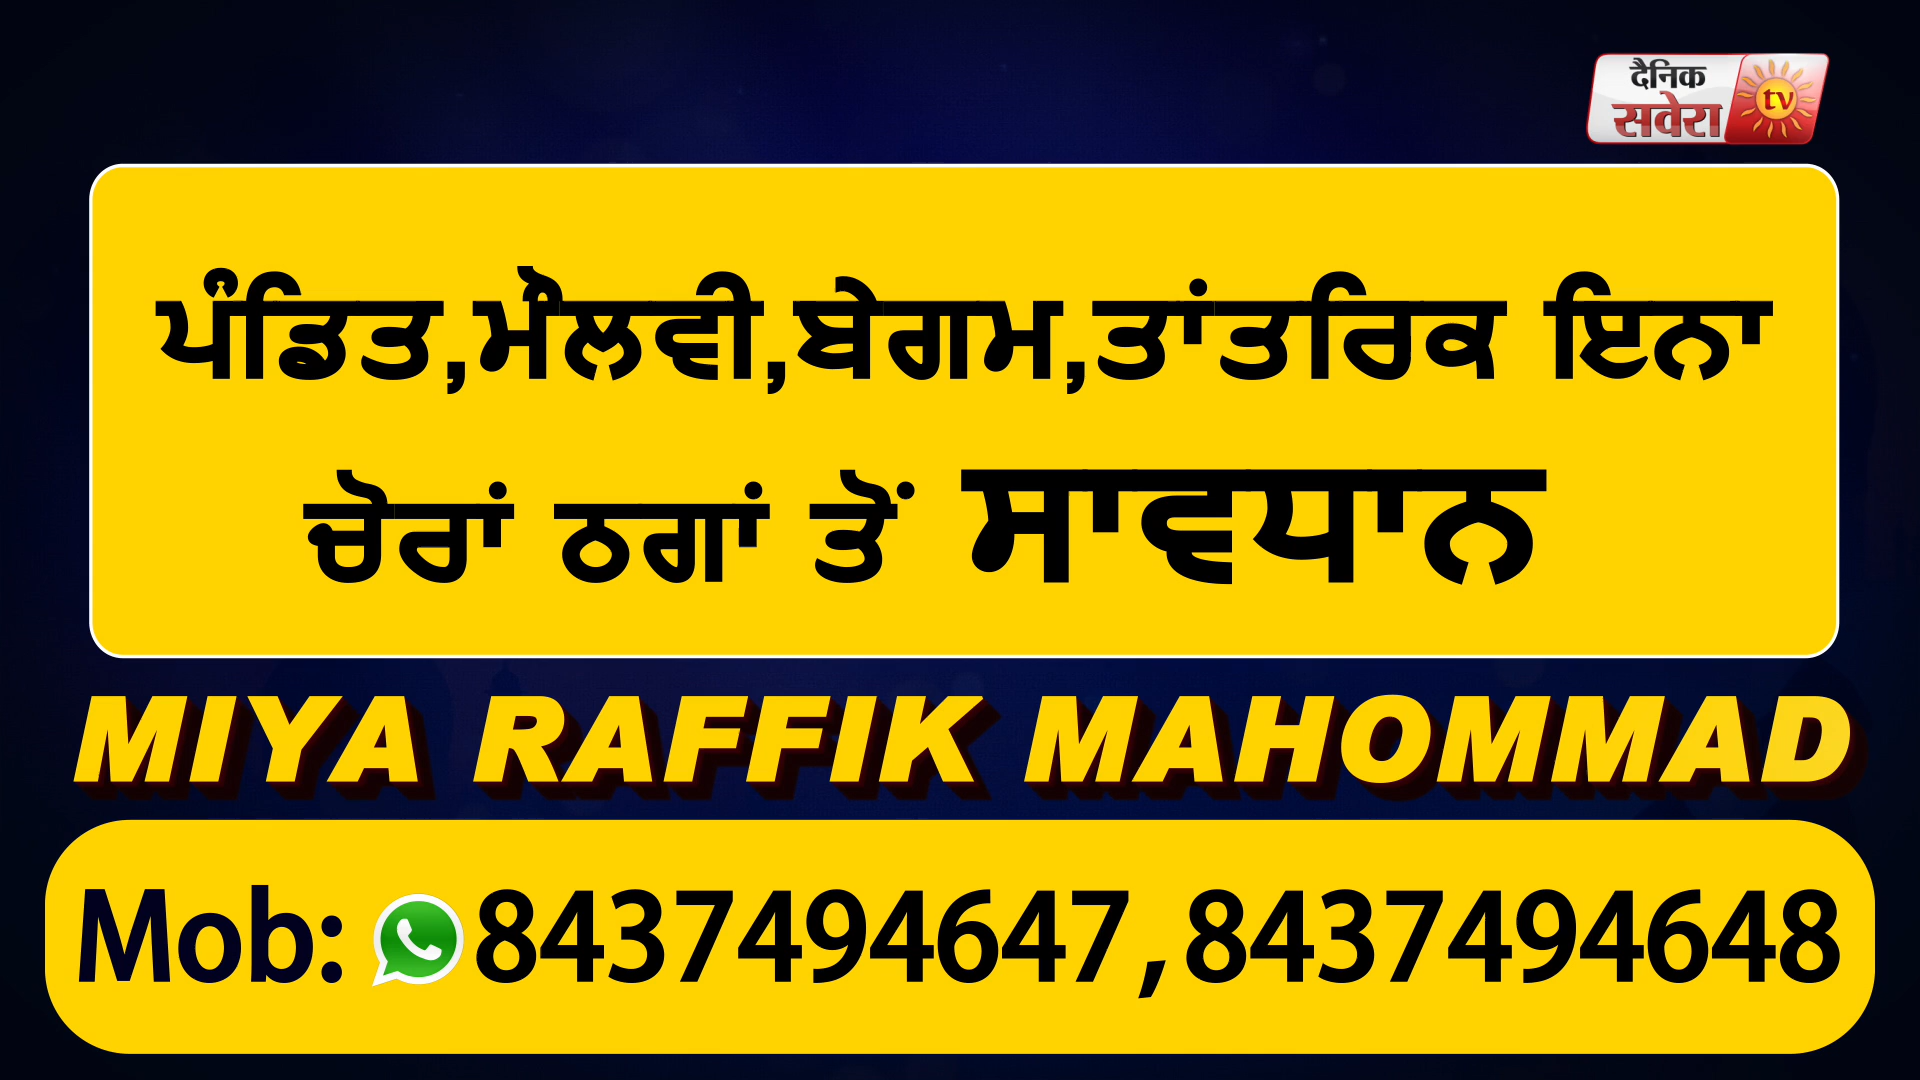 दैनिक
सवेरा tv
ਪੰਡਿਤ,ਮੌਲਵੀ,ਬੇਗਮ,ਤਾਂਤਰਿਕ ਇਨਾ
ਚੋਰਾਂ ਠਗਾਂ ਤੋਂ ਸਾਵਧਾਨ
MIYA RAFFIK MAHOMMAD
Mob: 8437494647,8437494648